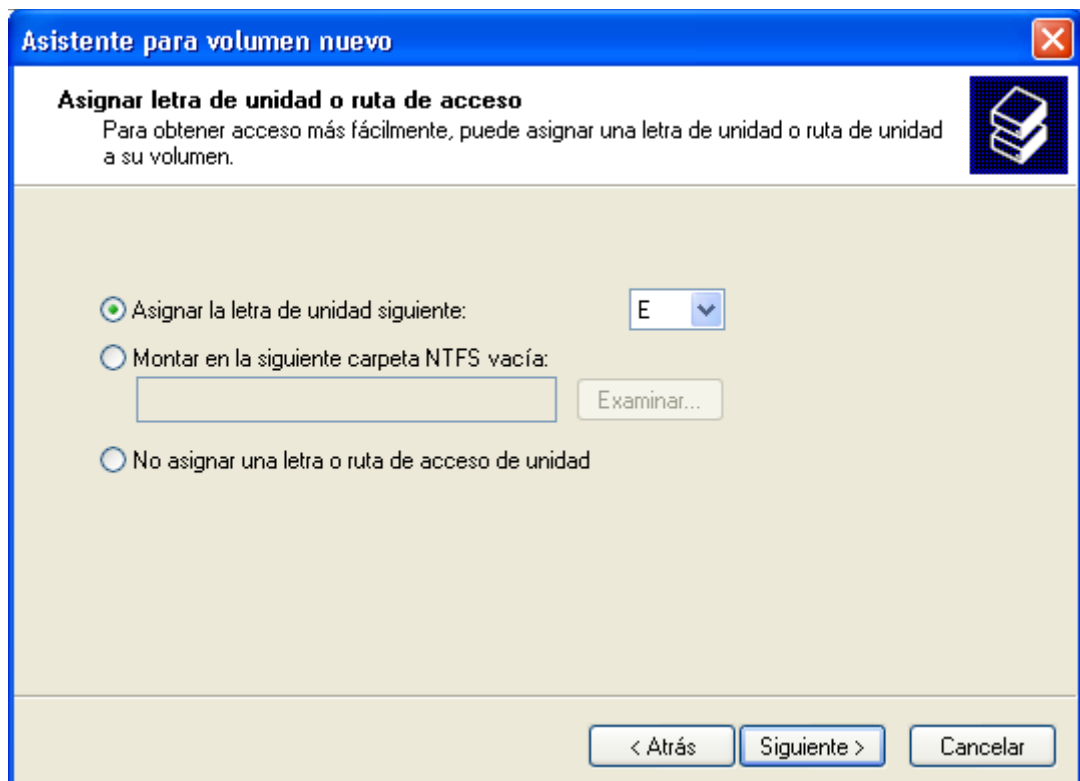 Asistente para volumen nuevo
Asignar letra de unidad o ruta de acceso
Para obtener acceso más fácilmente, puede asignar una letra de unidad o ruta de unidad
a su volumen.
Asignar la letra de unidad siguiente: E
Montar en la siguiente carpeta NTFS vacía:
Examinar...
No asignar una letra o ruta de acceso de unidad
< Atrás Siguiente > Cancelar